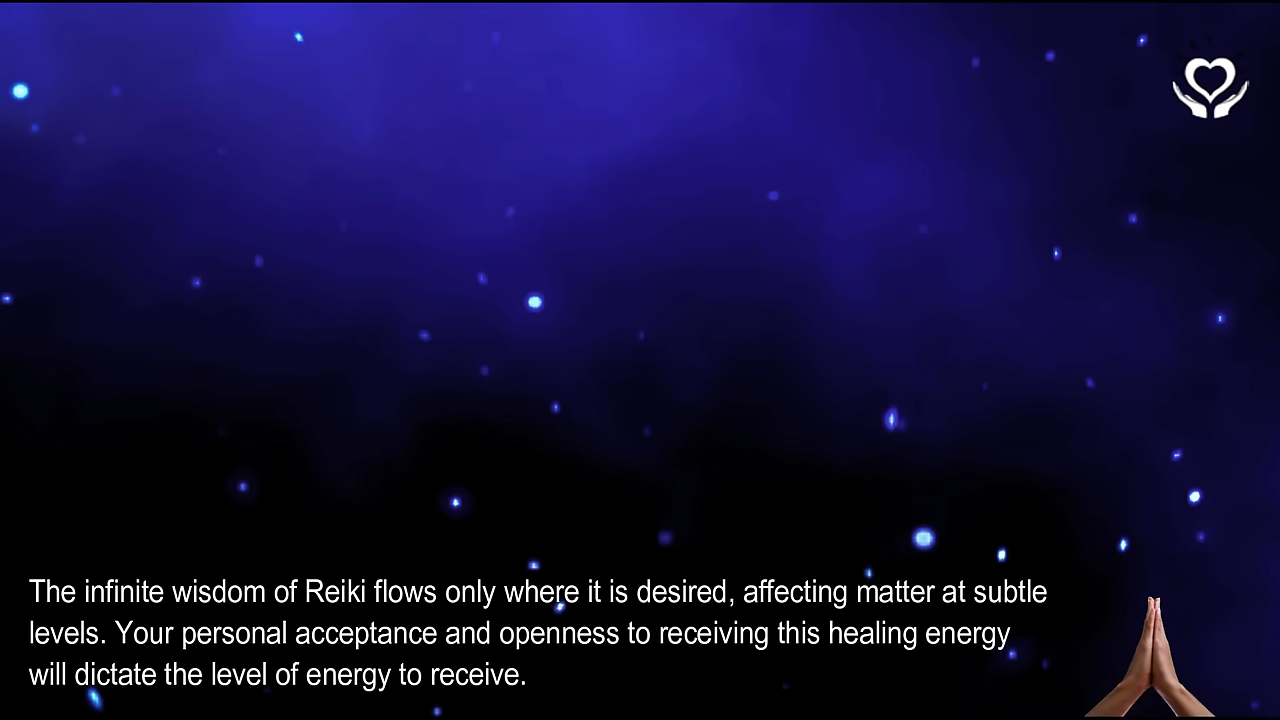 The infinite wisdom of Reiki flows only where it is desired, affecting matter at subtle
levels. Your personal acceptance and openness to receiving this healing energy
will dictate the level of energy to receive.